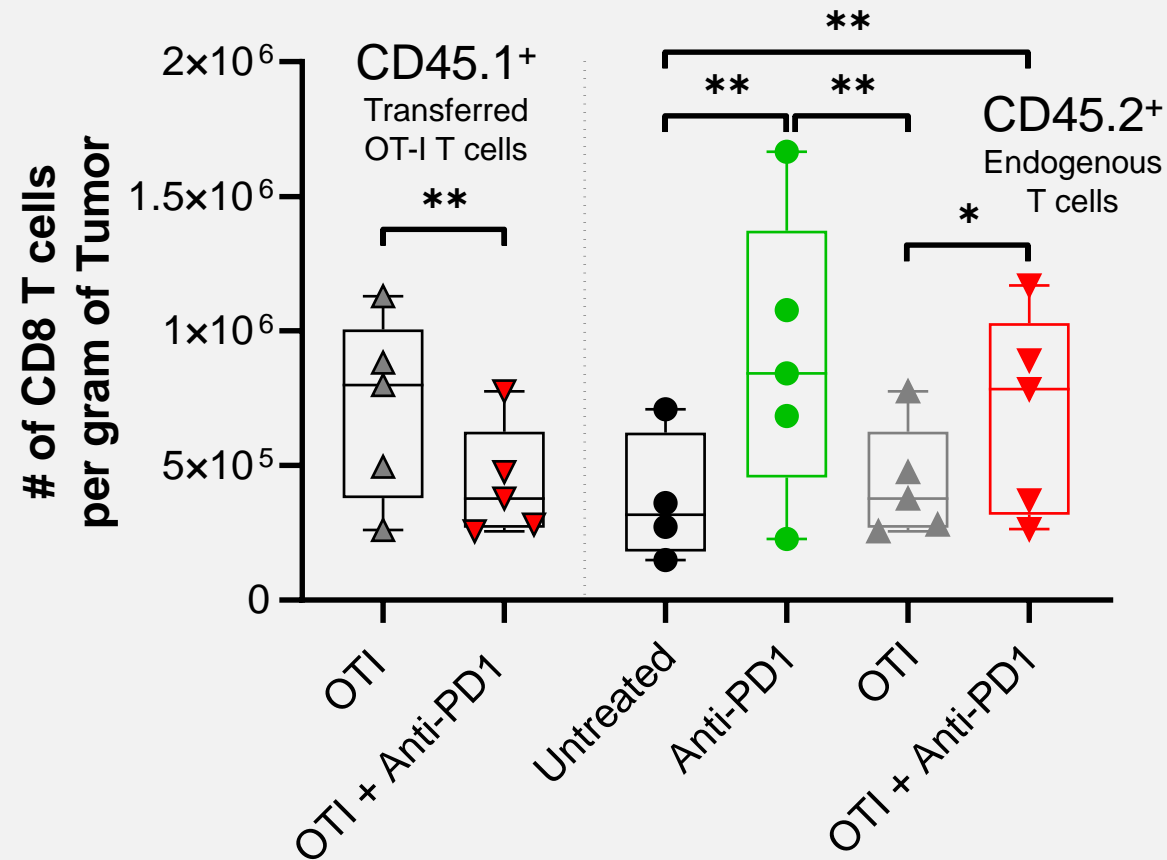 # of CD8 T cells
per gram of Tumor
2×10⁶
1.5×10⁶
1×10⁶
5×10⁵
0
CD45.1⁺
Transferred
OT-I T cells
**
**
**
**
CD45.2⁺
Endogenous
T cells
*
OTI
OTI + Anti-PD1
Untreated
Anti-PD1
OTI
OTI + Anti-PD1